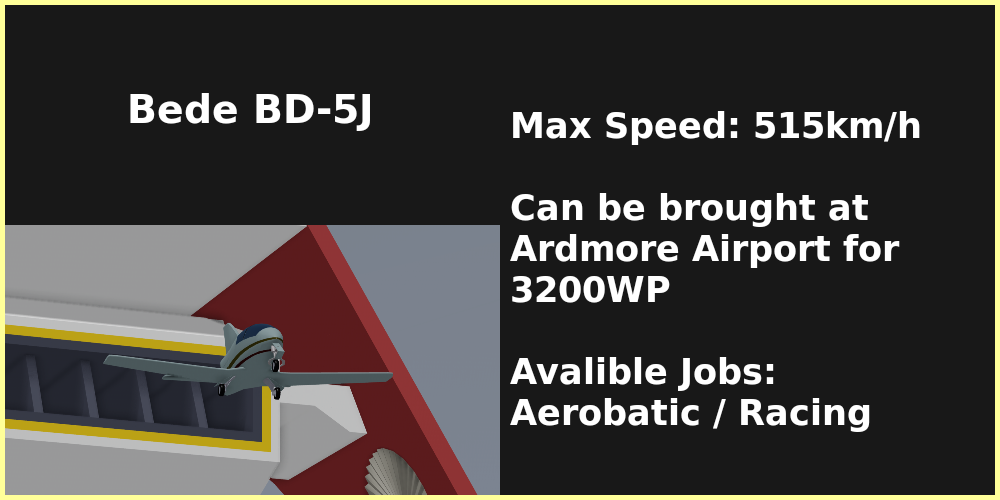 Bede BD-5J
Max Speed: 515km/h
Can be brought at
Ardmore Airport for
3200WP
Avalible Jobs:
Aerobatic / Racing